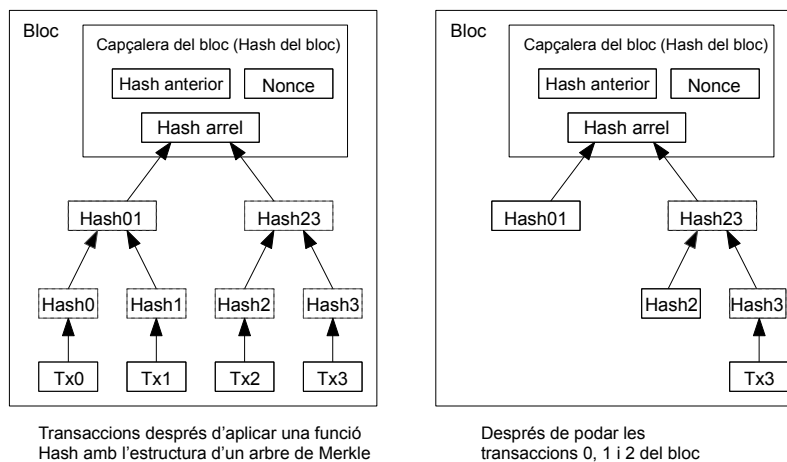 Bloc
Capçalera del bloc (Hash del bloc)
Hash anterior
Nonce
Hash arrel
Hash01
Hash23
Hash0
Hash1
Hash2
Hash3
Tx0
Tx1
Tx2
Tx3
Transaccions després d’aplicar una funció
Hash amb l’estructura d’un arbre de Merkle
Bloc
Capçalera del bloc (Hash del bloc)
Hash anterior
Nonce
Hash arrel
Hash01
Hash23
Hash2
Hash3
Tx3
Després de podar les
transaccions 0, 1 i 2 del bloc